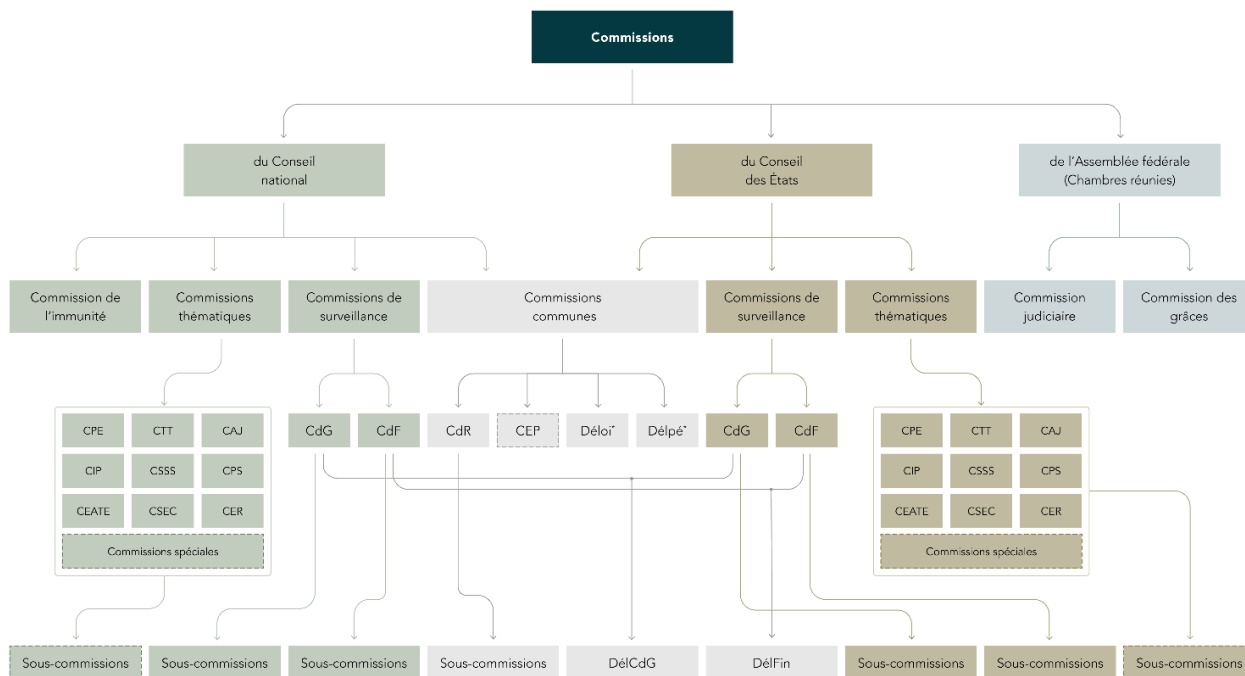 Commissions
du Conseil
national
du Conseil
des États
de l’Assemblée fédérale
(Chambres réunies)
Commission de
l’immunité
Commissions
thématiques
Commissions de
surveillance
Commissions
communes
Commissions de
surveillance
Commissions
thématiques
Commission
judiciaire
Commission des
grâces
CPE CTT CAJ
CIP CSSS CPS
CEATE CSEC CER
Commissions spéciales
CdG CdF CdR CEP Déloi* Délpé* CdG CdF
CPE CTT CAJ
CIP CSSS CPS
CEATE CSEC CER
Commissions spéciales
Sous-commissions Sous-commissions Sous-commissions Sous-commissions DélCdG DélFin Sous-commissions Sous-commissions Sous-commissions